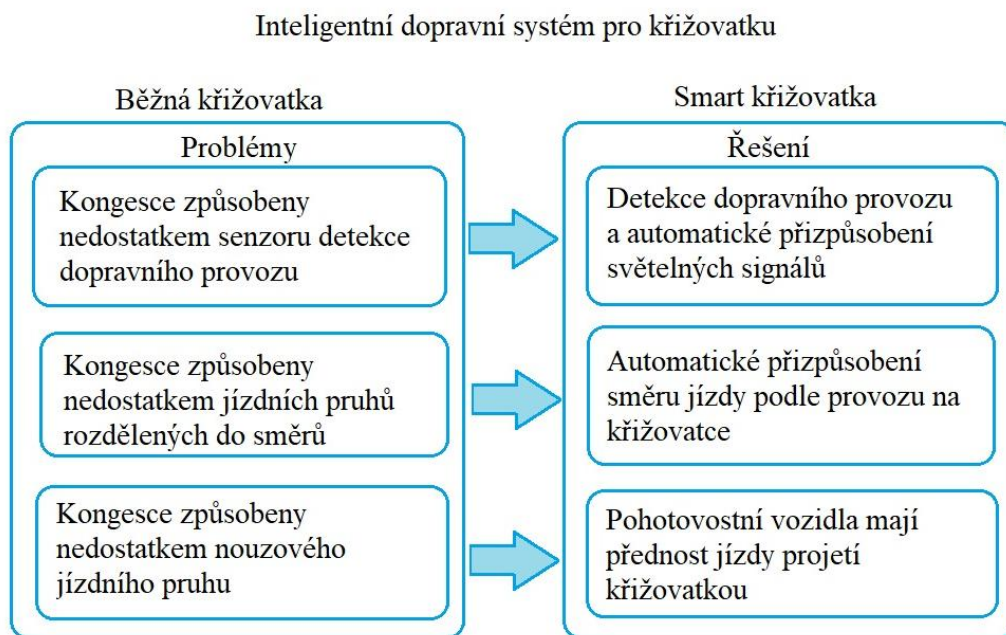 Inteligentní dopravní systém pro křižovatku
Běžná křižovatka
Problémy
Kongesce způsobeny
nedostatkem senzoru detekce
dopravního provozu
Kongesce způsobeny
nedostatkem jízdních pruhů
rozdělených do směrů
Kongesce způsobeny
nedostatkem nouzového
jízdního pruhu
Smart křižovatka
Řešení
Detekce dopravního provozu
a automatické přizpůsobení
světelných signálů
Automatické přizpůsobení
směru jízdy podle provozu na
křižovatce
Pohotovostní vozidla mají
přednost jízdy projetí
křižovatkou